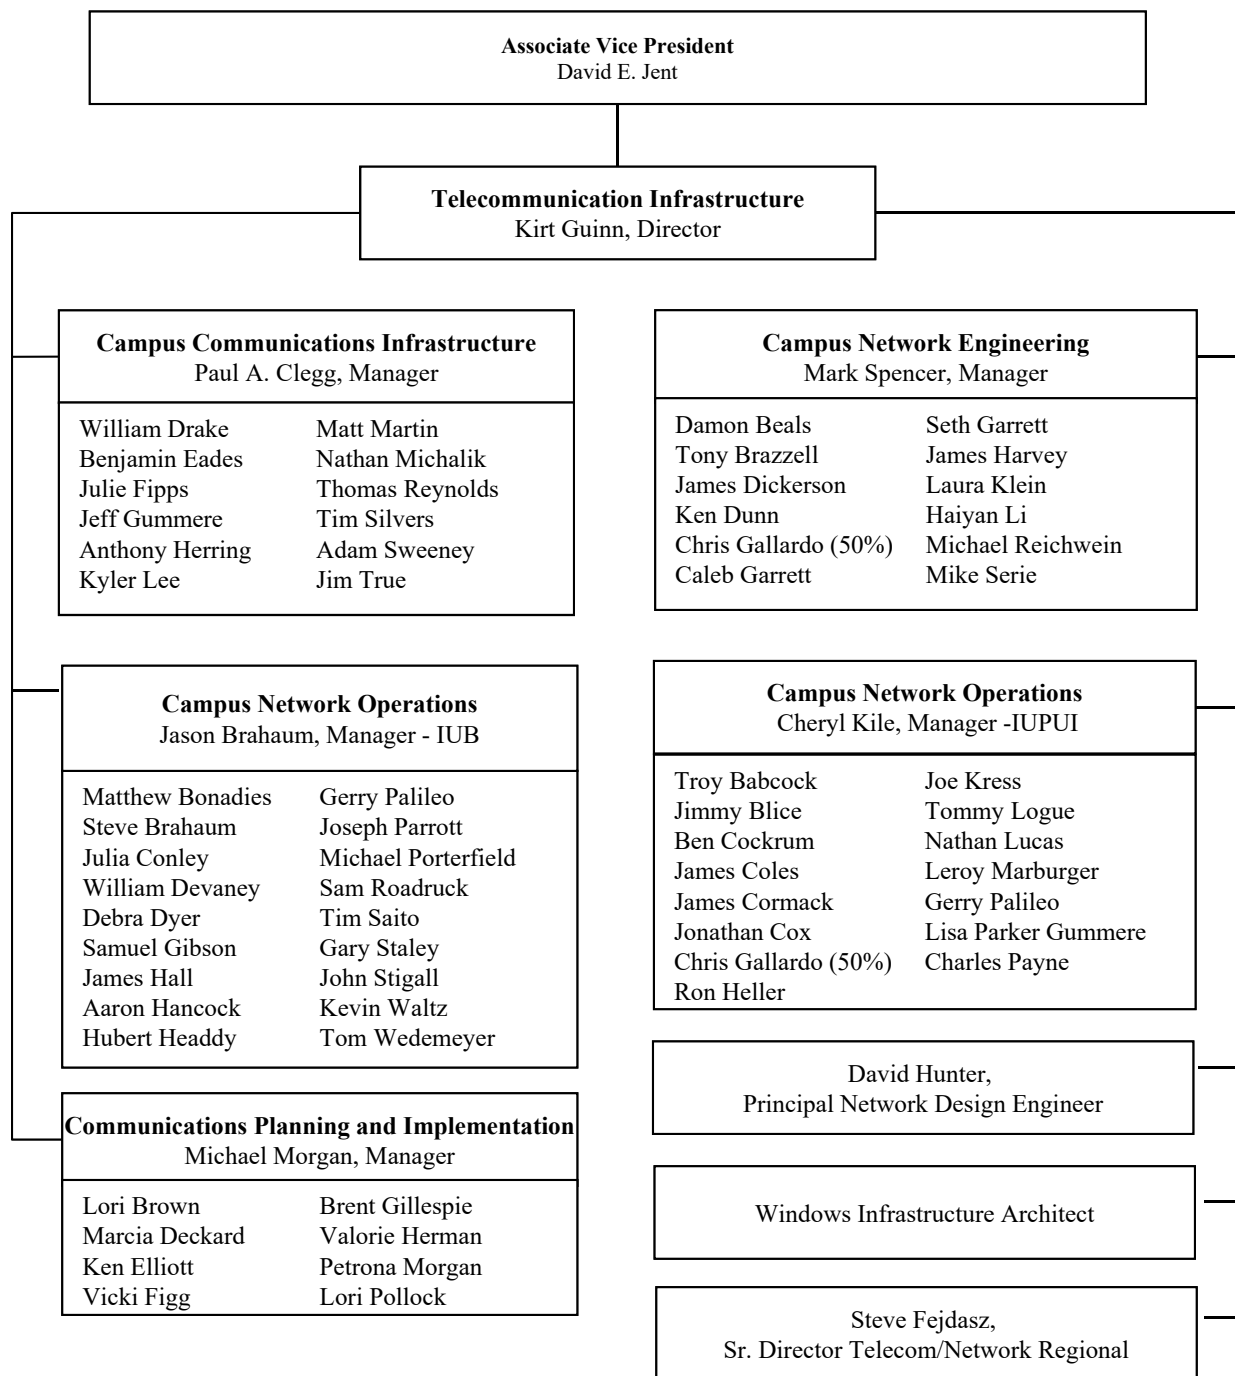 Associate Vice President
David E. Jent
Telecommunication Infrastructure
Kirt Guinn, Director
Campus Communications Infrastructure
Paul A. Clegg, Manager
William Drake
Benjamin Eades
Julie Fipps
Jeff Gummere
Anthony Herring
Kyler Lee
Matt Martin
Nathan Michalik
Thomas Reynolds
Tim Silvers
Adam Sweeney
Jim True
Campus Network Engineering
Mark Spencer, Manager
Damon Beals
Tony Brazzell
James Dickerson
Ken Dunn
Chris Gallardo (50%)
Caleb Garrett
Seth Garrett
James Harvey
Laura Klein
Haiyan Li
Michael Reichwein
Mike Serie
Campus Network Operations
Jason Brahaum, Manager - IUB
Matthew Bonadies
Steve Brahaum
Julia Conley
William Devaney
Debra Dyer
Samuel Gibson
James Hall
Aaron Hancock
Hubert Headdy
Gerry Palileo
Joseph Parrott
Michael Porterfield
Sam Roadruck
Tim Saito
Gary Staley
John Stigall
Kevin Waltz
Tom Wedemeyer
Campus Network Operations
Cheryl Kile, Manager -IUPUI
Troy Babcock
Jimmy Blice
Ben Cockrum
James Coles
James Cormack
Jonathan Cox
Chris Gallardo (50%)
Ron Heller
Joe Kress
Tommy Logue
Nathan Lucas
Leroy Marburger
Gerry Palileo
Lisa Parker Gummere
Charles Payne
Communications Planning and Implementation
Michael Morgan, Manager
Lori Brown
Marcia Deckard
Ken Elliott
Vicki Figg
Brent Gillespie
Valorie Herman
Petrona Morgan
Lori Pollock
David Hunter,
Principal Network Design Engineer
Windows Infrastructure Architect
Steve Fejdasz,
Sr. Director Telecom/Network Regional